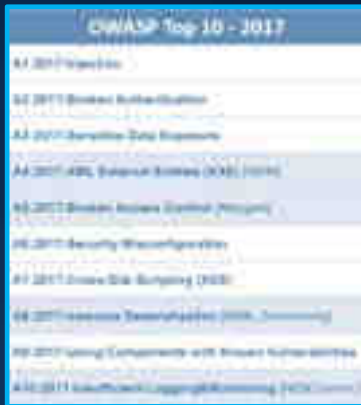 OWASP Top 10 - 2017
A1:2017-Injection
A2:2017-Broken Authentication
A3:2017-Sensitive Data Exposure
A4:2017-XML External Entities (XXE)
A5:2017-Broken Access Control
A6:2017-Security Misconfiguration
A7:2017-Cross-Site Scripting (XSS)
A8:2017-Insecure Deserialization
A9:2017-Using Components with Known Vulnerabilities
A10:2017-Insufficient Logging&Monitoring